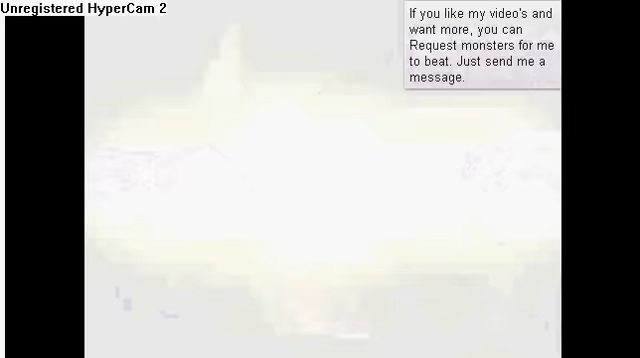 Unregistered HyperCam 2
If you like my video's and
want more, you can
Request monsters for me
to beat. Just send me a
message.